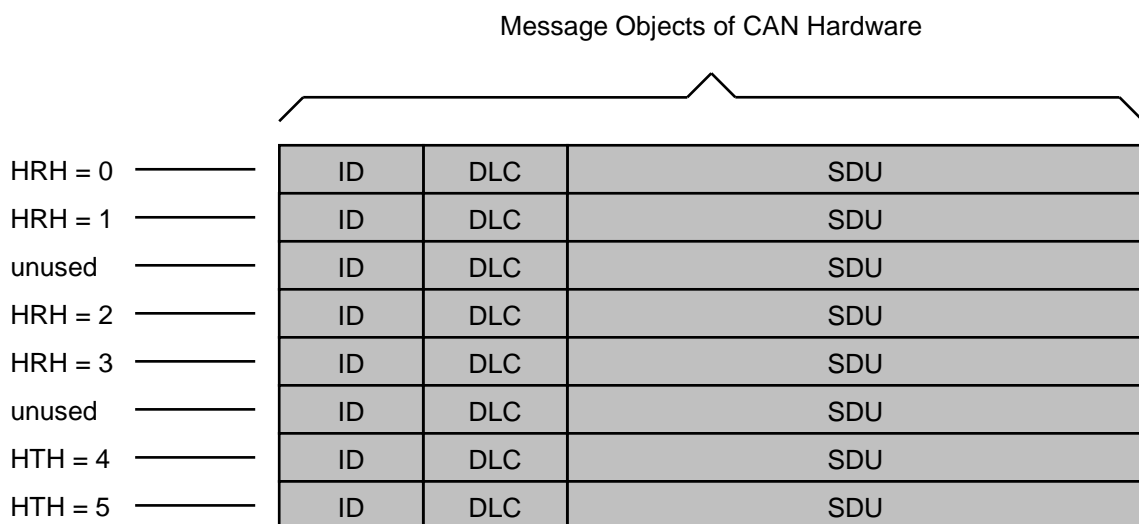 Message Objects of CAN Hardware
HRH = 0 ID DLC SDU
HRH = 1 ID DLC SDU
unused ID DLC SDU
HRH = 2 ID DLC SDU
HRH = 3 ID DLC SDU
unused ID DLC SDU
HTH = 4 ID DLC SDU
HTH = 5 ID DLC SDU